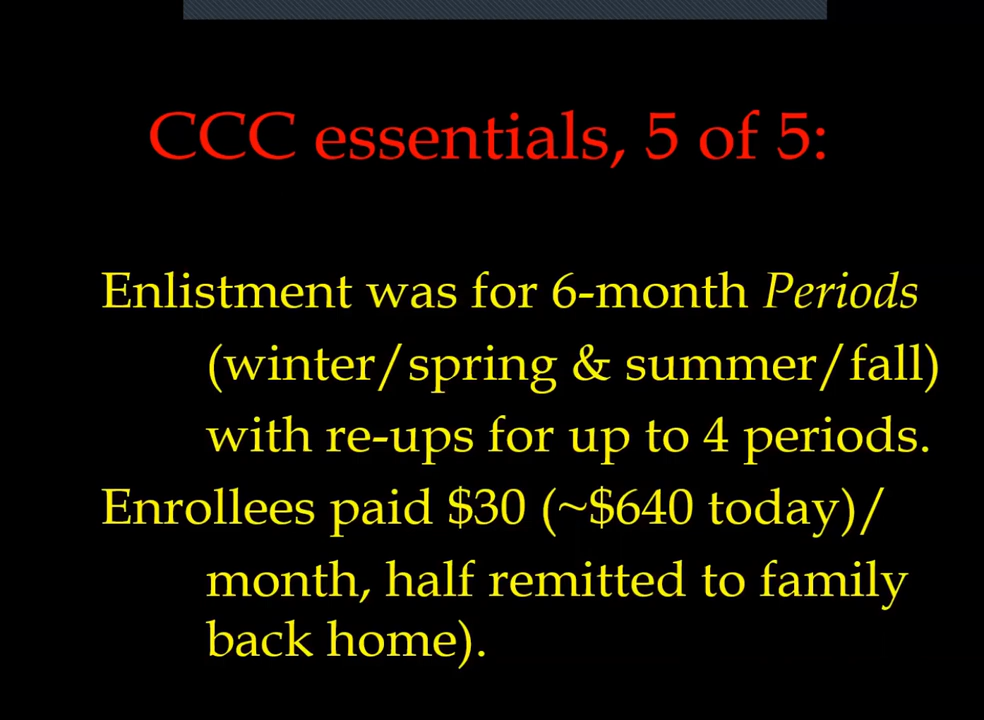 CCC essentials, 5 of 5:
Enlistment was for 6-month Periods
(winter/spring & summer/fall)
with re-ups for up to 4 periods.
Enrollees paid $30 (~$640 today)/
month, half remitted to family
back home).